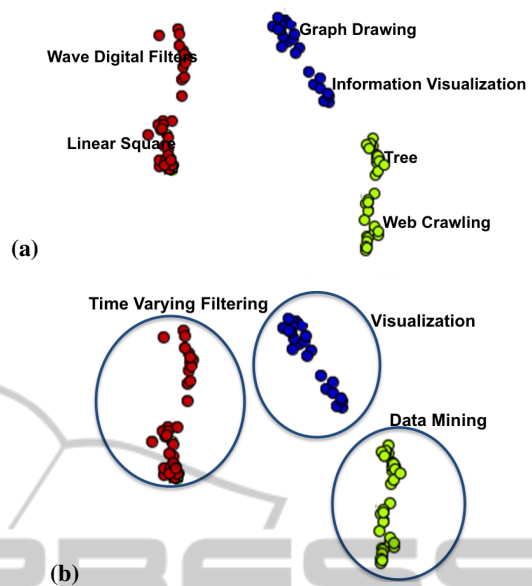 Graph Drawing
Wave Digital Filters
Information Visualization
Linear Square
Tree
Web Crawling
(a)
Time Varying Filtering
Visualization
Data Mining
(b)